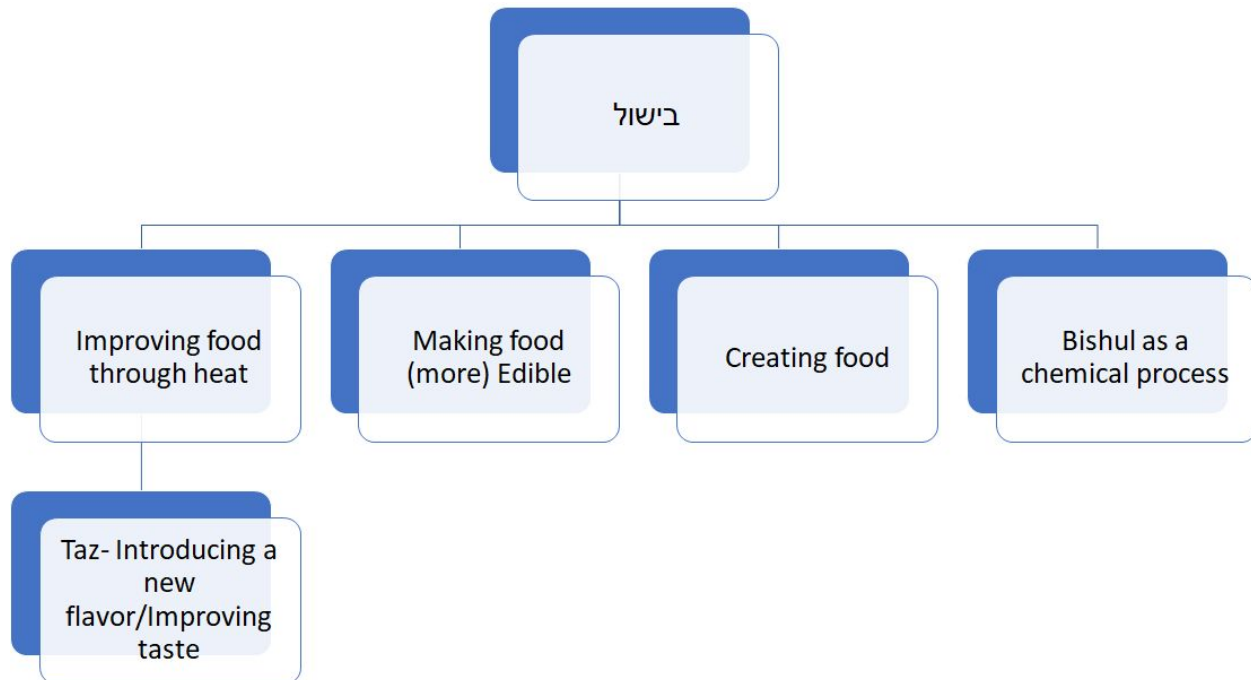 בישול
Improving food
through heat
Making food
(more) Edible
Creating food
Bishul as a
chemical process
Taz- Introducing a
new
flavor/Improving
taste